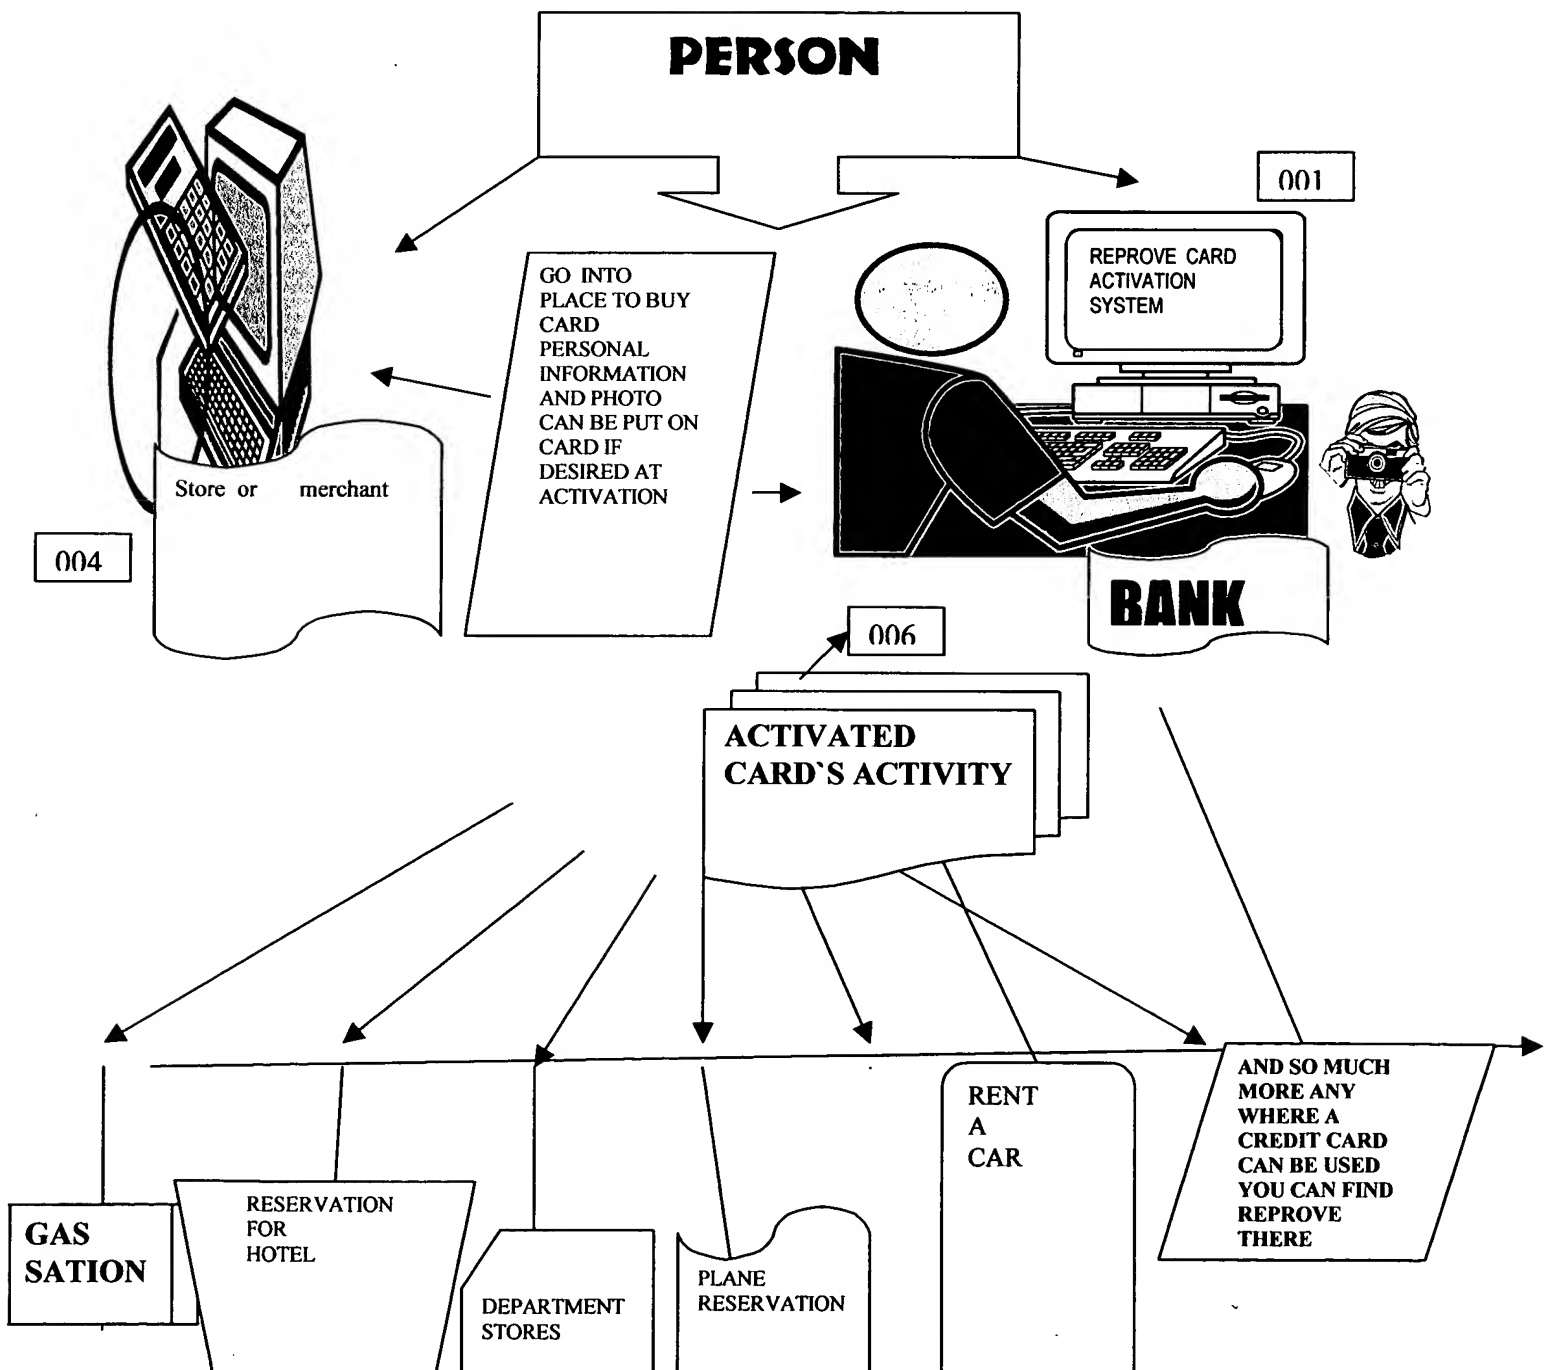 PERSON
001
REPROVE CARD
ACTIVATION
SYSTEM
GO INTO
PLACE TO BUY
CARD
PERSONAL
INFORMATION
AND PHOTO
CAN BE PUT ON
CARD IF
DESIRED AT
ACTIVATION
Store or merchant
004
BANK
006
ACTIVATED
CARD`S ACTIVITY
GAS
SATION
RESERVATION
FOR
HOTEL
DEPARTMENT
STORES
PLANE
RESERVATION
RENT
A
CAR
AND SO MUCH
MORE ANY
WHERE A
CREDIT CARD
CAN BE USED
YOU CAN FIND
REPROVE
THERE